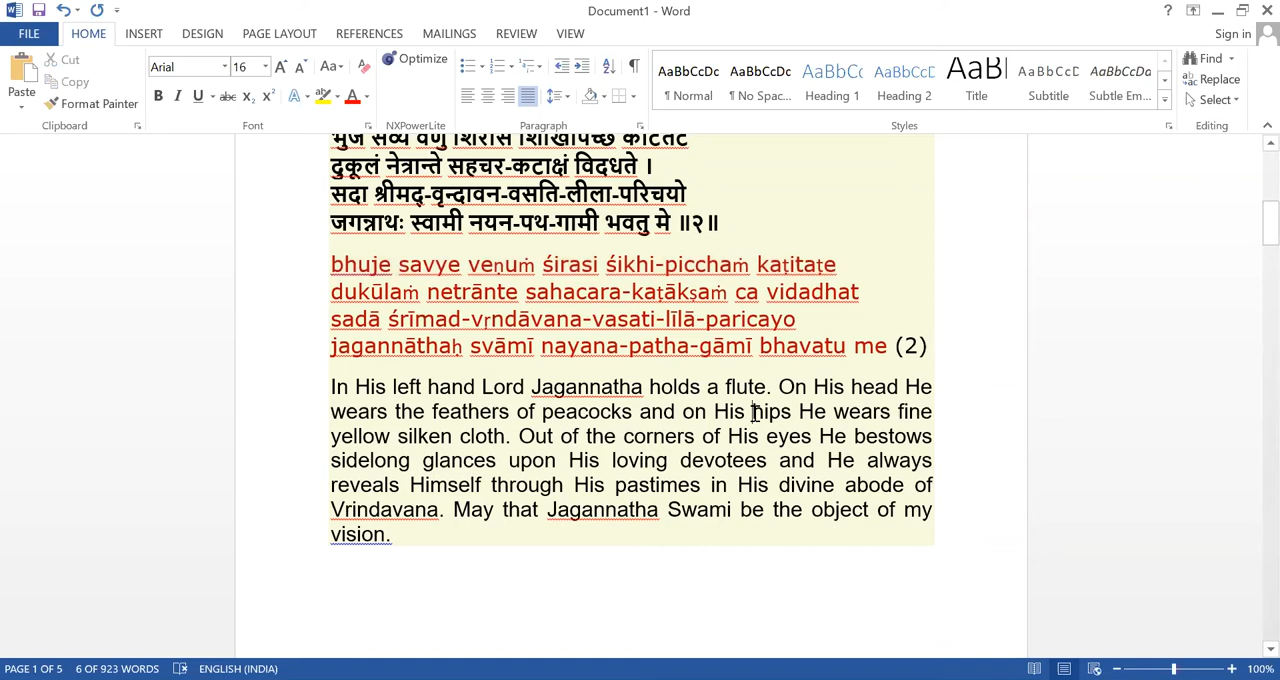 Document1 - Word
Sign in
FILE HOME INSERT DESIGN PAGE LAYOUT REFERENCES MAILINGS REVIEW VIEW
Paste
Cut
Copy
Format Painter
Clipboard
Arial 16
Font
Optimize
NXPowerLite
Paragraph
AaBbCcDc AaBbCcDc AaBbCc AaBbCcD AaBl AaBbCcD AaBbCcDa
¶ Normal ¶ No Spac... Heading 1 Heading 2 Title Subtitle Subtle Em...
Styles
Find
Replace
Select
Editing
दुकूलं नेत्रान्ते सहचर-कटाक्षं विदधते ।
सदा श्रीमद्-वृन्दावन-वसति-लीला-परिचयो
जगन्नाथः स्वामी नयन-पथ-गामी भवतु मे ॥२॥
bhuje savye veṇuṁ śirasi śikhi-picchaṁ kaṭitaṭe
dukūlaṁ netrānte sahacara-kaṭākṣaṁ ca vidadhat
sadā śrīmad-vṛndāvana-vasati-līlā-paricayo
jagannāthaḥ svāmī nayana-patha-gāmī bhavatu me (2)
In His left hand Lord Jagannatha holds a flute. On His head He
wears the feathers of peacocks and on His hips He wears fine
yellow silken cloth. Out of the corners of His eyes He bestows
sidelong glances upon His loving devotees and He always
reveals Himself through His pastimes in His divine abode of
Vrindavana. May that Jagannatha Swami be the object of my
vision.
PAGE 1 OF 5 6 OF 923 WORDS ENGLISH (INDIA) 100%